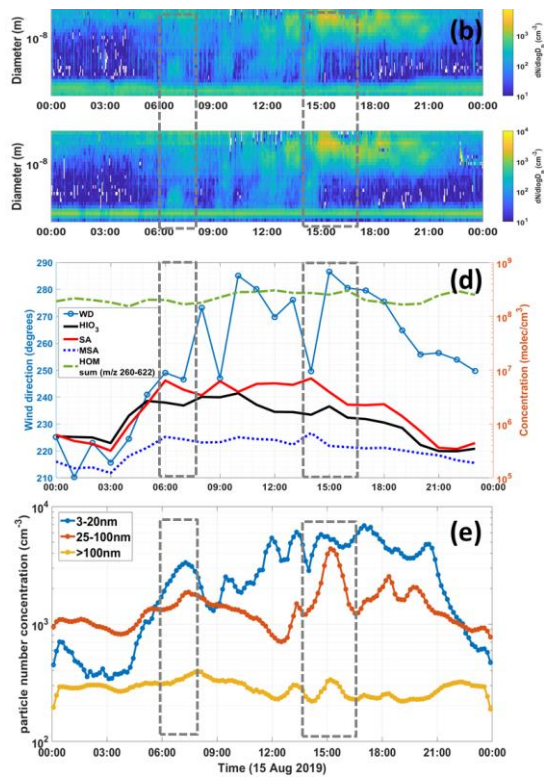 (b)
Diameter (m)
10⁻⁸
10³
10²
10¹
dN/dlogDₚ (cm⁻³)
00:00 03:00 06:00 09:00 12:00 15:00 18:00 21:00 00:00
Diameter (m)
10⁻⁸
10⁴
10³
10²
10¹
dN/dlogDₚ (cm⁻³)
00:00 03:00 06:00 09:00 12:00 15:00 18:00 21:00 00:00
(d)
Wind direction (degrees)
290
280
270
260
250
240
230
220
210
WD
HIO₃
SA
MSA
HOM
sum (m/z 260-622)
10⁹
10⁸
10⁷
10⁶
10⁵
Concentration (molec/cm³)
00:00 03:00 06:00 09:00 12:00 15:00 18:00 21:00 00:00
(e)
particle number concentration (cm⁻³)
10⁴
10³
10²
3-20nm
25-100nm
>100nm
00:00 03:00 06:00 09:00 12:00 15:00 18:00 21:00 00:00
Time (15 Aug 2019)